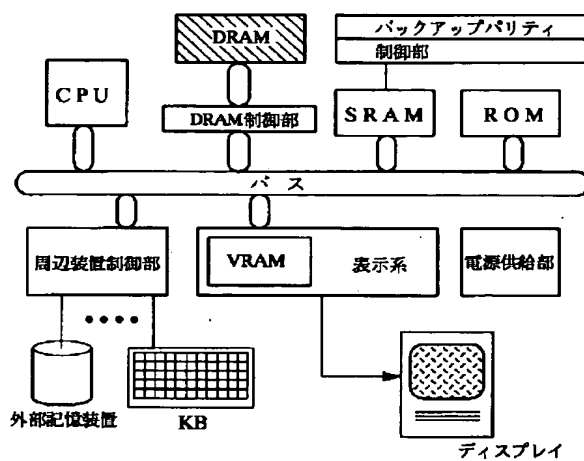 DRAM
バックアップパリティ
制御部
CPU
DRAM制御部
SRAM
ROM
バス
周辺装置制御部
VRAM
表示系
電源供給部
外部記憶装置
KB
ディスプレイ